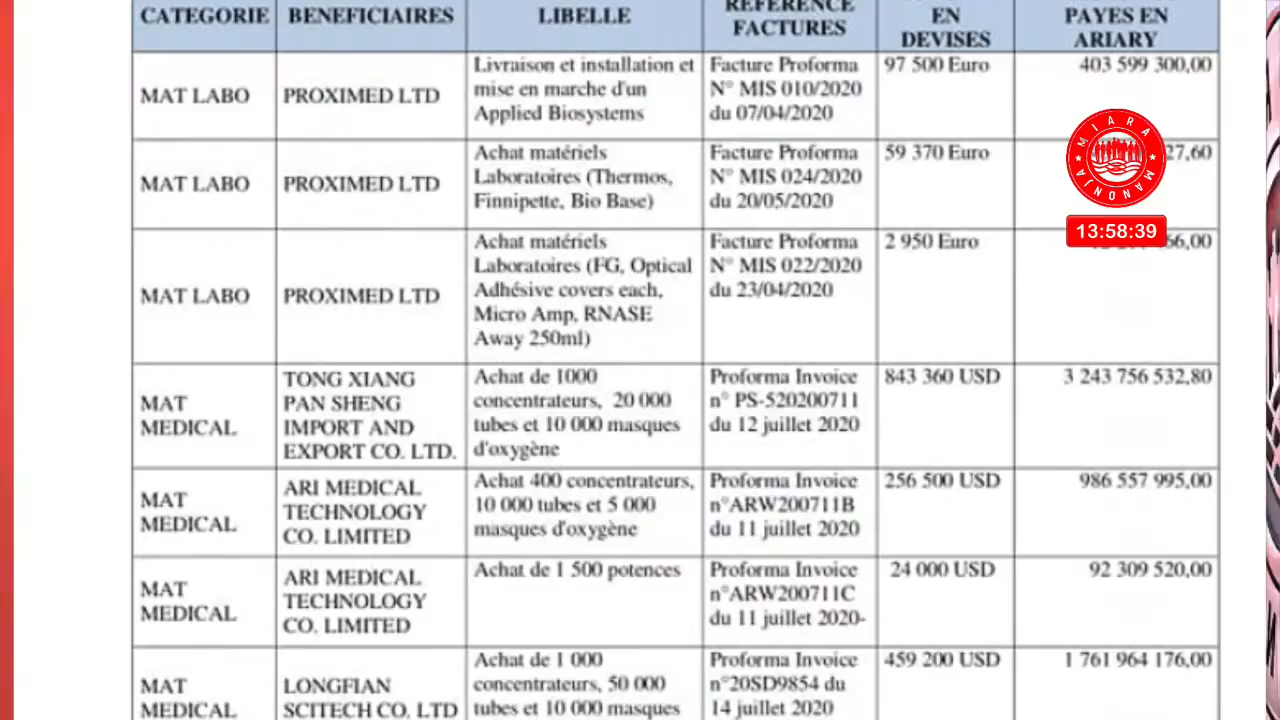 CATEGORIE BENEFICIAIRES LIBELLE REFERENCE FACTURES EN DEVISES PAYES EN ARIARY
MAT LABO
PROXIMED LTD
Livraison et installation et
mise en marche d'un
Applied Biosystems
Facture Proforma
N° MIS 010/2020
du 07/04/2020
97 500 Euro
403 599 300,00
MAT LABO
PROXIMED LTD
Achat matériels
Laboratoires (Thermos,
Finnipette, Bio Base)
Facture Proforma
N° MIS 024/2020
du 20/05/2020
59 370 Euro
27,60
MAT LABO
PROXIMED LTD
Achat matériels
Laboratoires (FG, Optical
Adhésive covers each,
Micro Amp, RNASE
Away 250ml)
Facture Proforma
N° MIS 022/2020
du 23/04/2020
2 950 Euro
66,00
MAT
MEDICAL
TONG XIANG
PAN SHENG
IMPORT AND
EXPORT CO. LTD.
Achat de 1000
concentrateurs, 20 000
tubes et 10 000 masques
d'oxygène
Proforma Invoice
n° PS-520200711
du 12 juillet 2020
843 360 USD
3 243 756 532,80
MAT
MEDICAL
ARI MEDICAL
TECHNOLOGY
CO. LIMITED
Achat 400 concentrateurs,
10 000 tubes et 5 000
masques d'oxygène
Proforma Invoice
n°ARW200711B
du 11 juillet 2020
256 500 USD
986 557 995,00
MAT
MEDICAL
ARI MEDICAL
TECHNOLOGY
CO. LIMITED
Achat de 1 500 potences
Proforma Invoice
n°ARW200711C
du 11 juillet 2020-
24 000 USD
92 309 520,00
MAT
MEDICAL
LONGFIAN
SCITECH CO. LTD
Achat de 1 000
concentrateurs, 50 000
tubes et 10 000 masques
Proforma Invoice
n°20SD9854 du
14 juillet 2020
459 200 USD
1 761 964 176,00
MIARA MANONJA
13:58:39